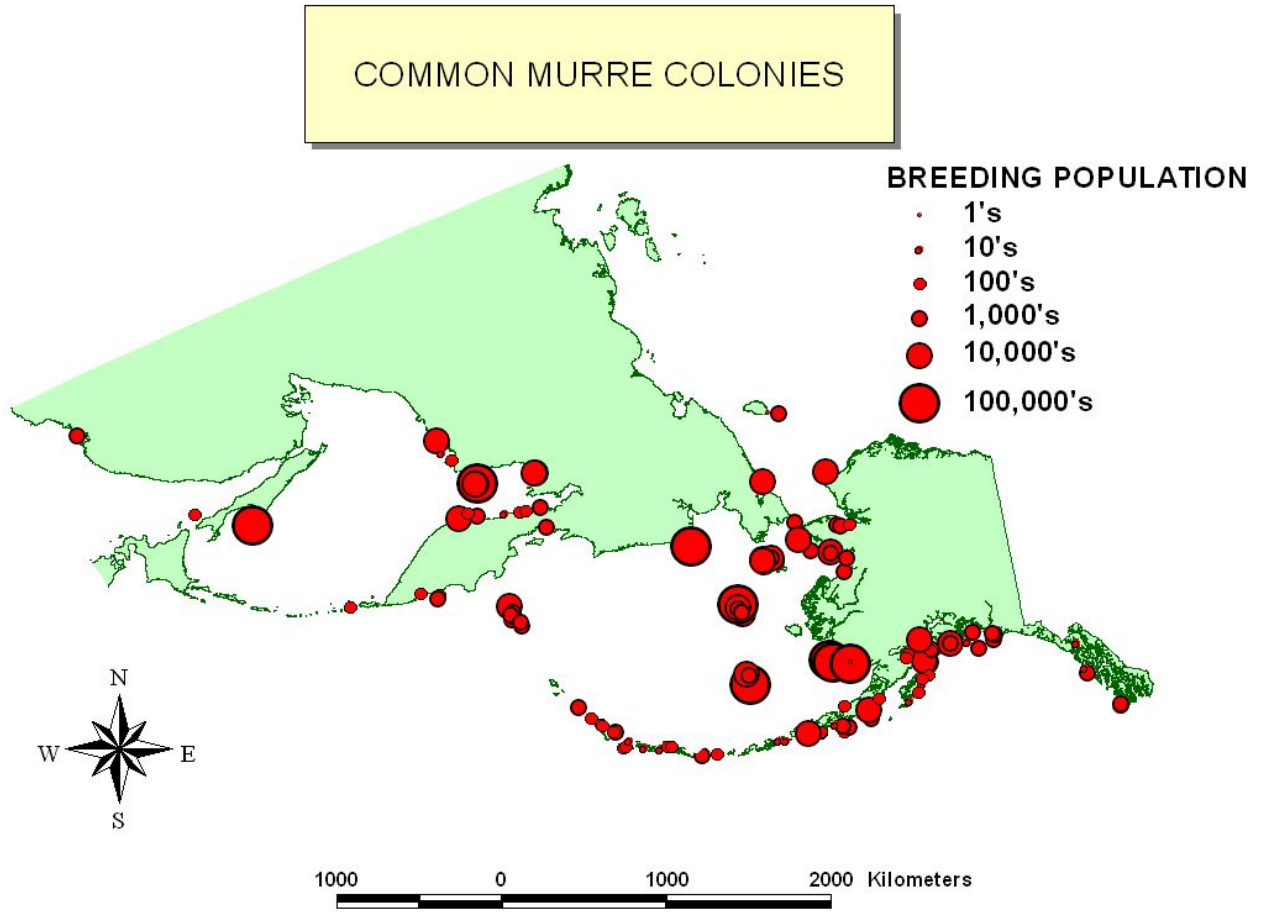 COMMON MURRE COLONIES
BREEDING POPULATION
1's
10's
100's
1,000's
10,000's
100,000's
N
W E
S
1000 0 1000 2000 Kilometers